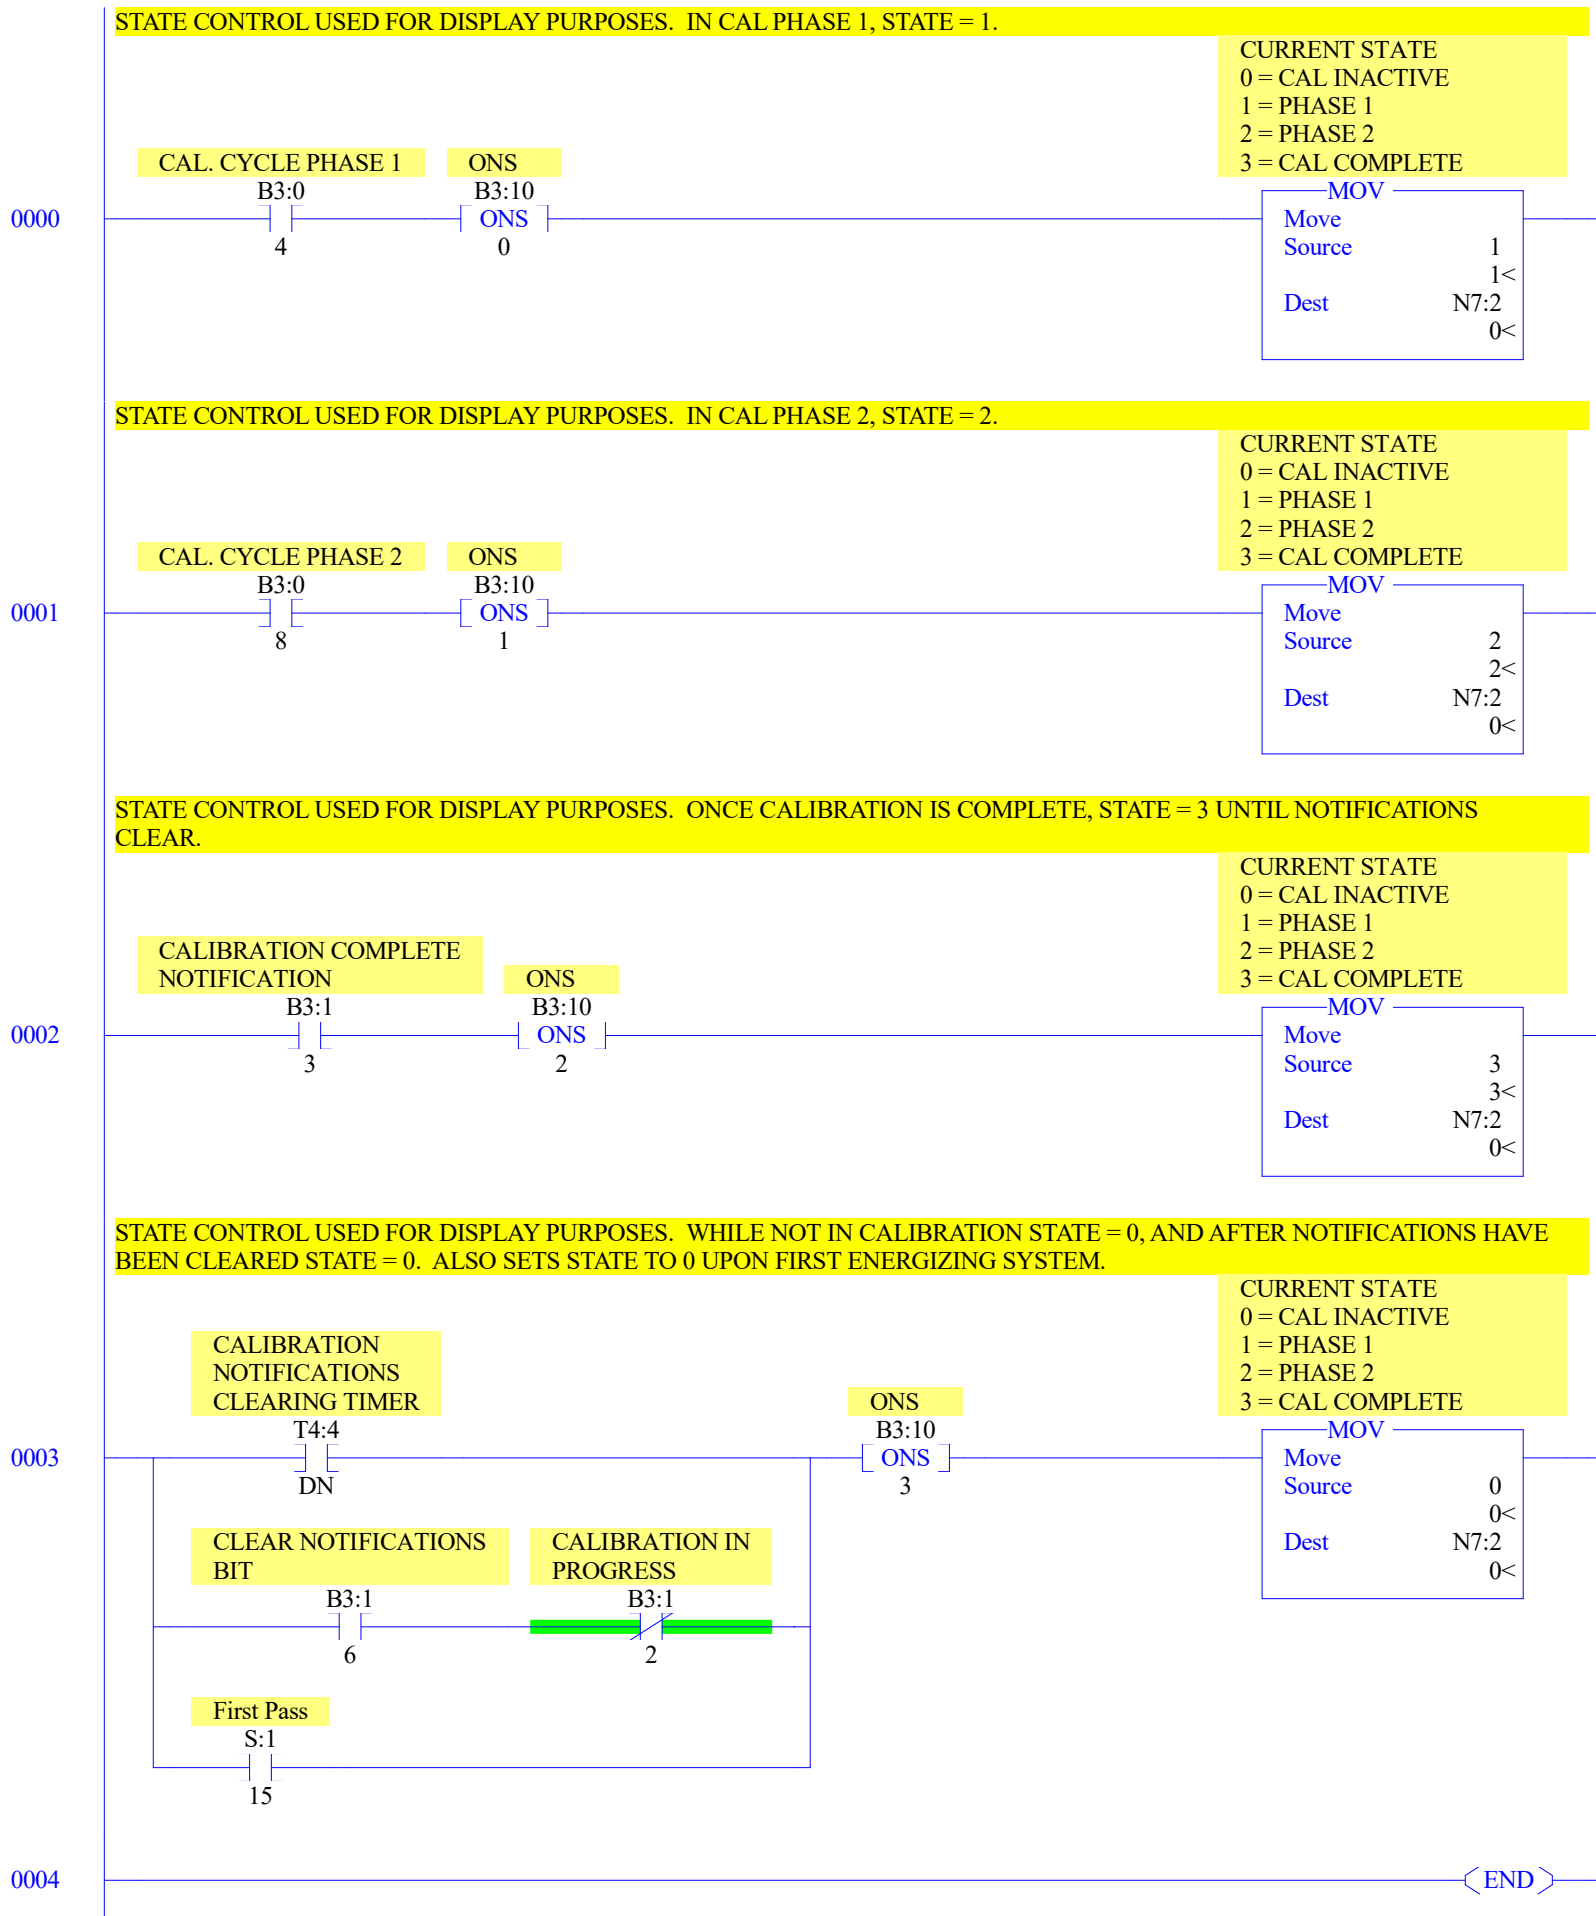 STATE CONTROL USED FOR DISPLAY PURPOSES.  IN CAL PHASE 1, STATE = 1.
CURRENT STATE
0 = CAL INACTIVE
1 = PHASE 1
2 = PHASE 2
3 = CAL COMPLETE
CAL. CYCLE PHASE 1
ONS
B3:0
B3:10
MOV
0000
ONS
Move
4
0
Source 1
1<
Dest N7:2
0<
STATE CONTROL USED FOR DISPLAY PURPOSES.  IN CAL PHASE 2, STATE = 2.
CURRENT STATE
0 = CAL INACTIVE
1 = PHASE 1
2 = PHASE 2
3 = CAL COMPLETE
CAL. CYCLE PHASE 2
ONS
B3:0
B3:10
MOV
0001
ONS
Move
8
1
Source 2
2<
Dest N7:2
0<
STATE CONTROL USED FOR DISPLAY PURPOSES.  ONCE CALIBRATION IS COMPLETE, STATE = 3 UNTIL NOTIFICATIONS
CLEAR.
CURRENT STATE
0 = CAL INACTIVE
1 = PHASE 1
2 = PHASE 2
3 = CAL COMPLETE
CALIBRATION COMPLETE
NOTIFICATION
ONS
B3:1
B3:10
MOV
0002
ONS
Move
3
2
Source 3
3<
Dest N7:2
0<
STATE CONTROL USED FOR DISPLAY PURPOSES.  WHILE NOT IN CALIBRATION STATE = 0, AND AFTER NOTIFICATIONS HAVE
BEEN CLEARED STATE = 0.  ALSO SETS STATE TO 0 UPON FIRST ENERGIZING SYSTEM.
CURRENT STATE
0 = CAL INACTIVE
1 = PHASE 1
2 = PHASE 2
3 = CAL COMPLETE
CALIBRATION
NOTIFICATIONS
CLEARING TIMER
ONS
T4:4
B3:10
MOV
0003
ONS
Move
DN
3
Source 0
0<
Dest N7:2
0<
CLEAR NOTIFICATIONS
BIT
CALIBRATION IN
PROGRESS
B3:1
B3:1
6
2
First Pass
S:1
15
0004
END